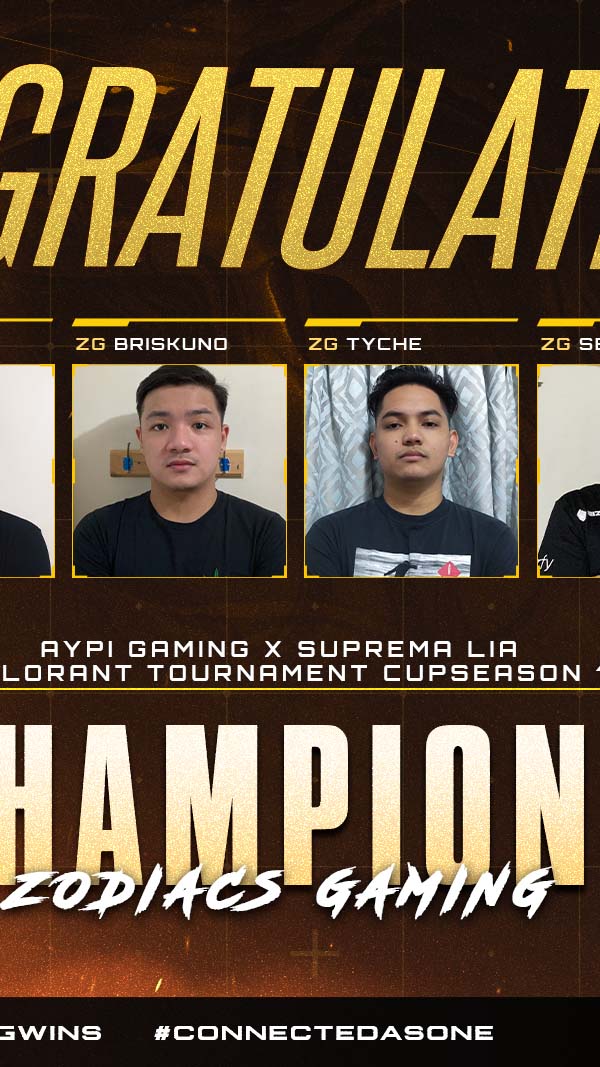 GRATULAT
ZG BRISKUNO
ZG TYCHE
ZG SE
AYPI GAMING X SUPREMA LIA
LORANT TOURNAMENT CUPSEASON
HAMPION
ZODIACS GAMING
GWINS #CONNECTEDASONE